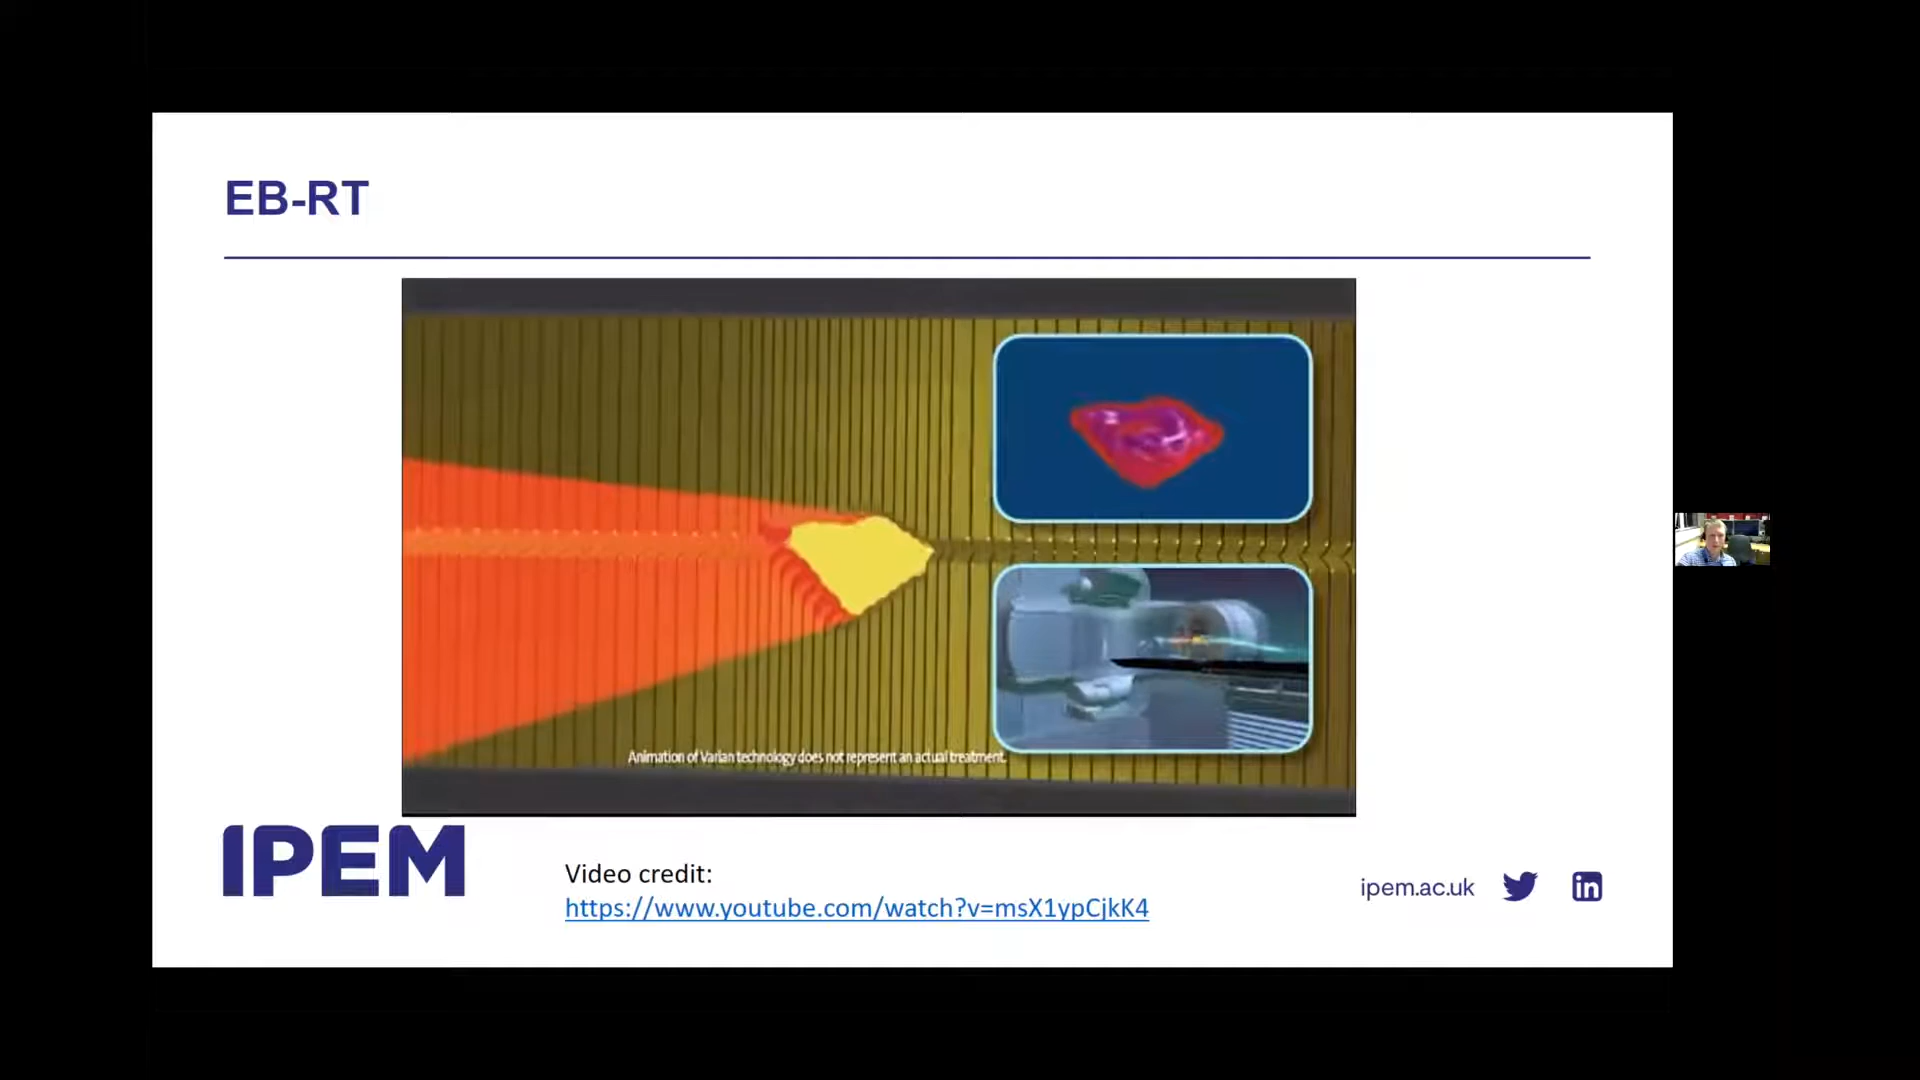 EB-RT
Animation of Varian technology does not represent an actual treatment.
IPEM
Video credit:
https://www.youtube.com/watch?v=msX1ypCjkK4
ipem.ac.uk
in